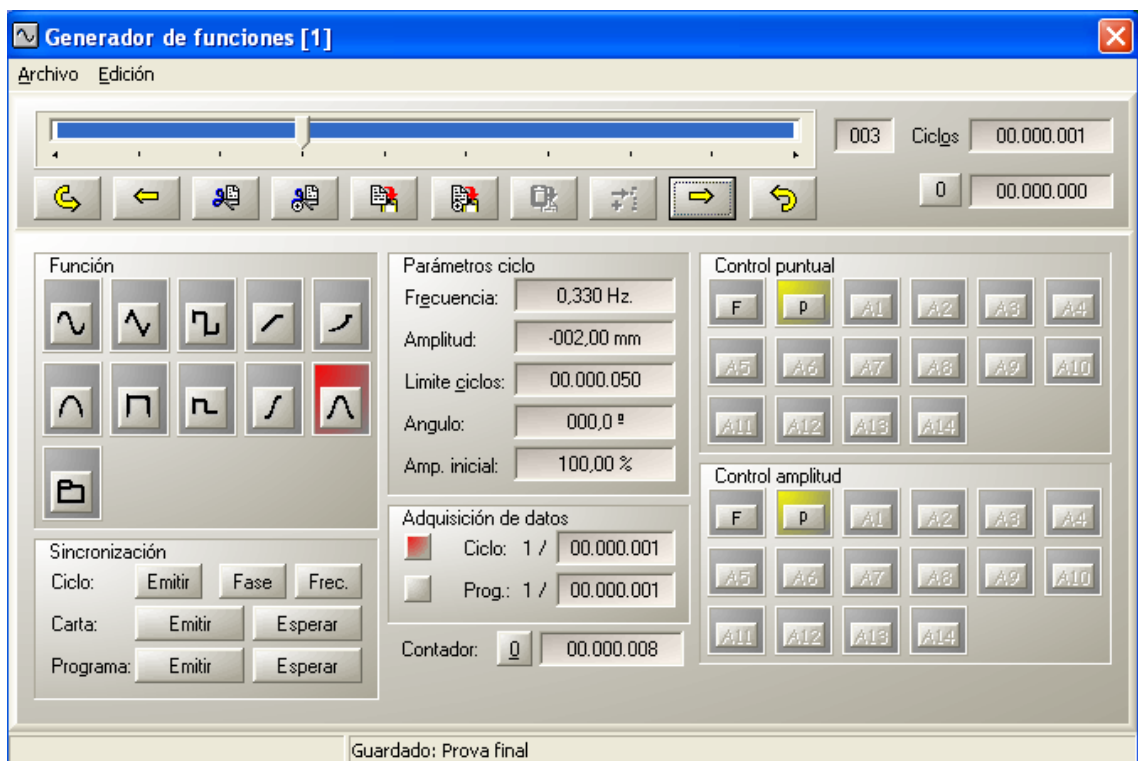 Generador de funciones [1]
Archivo Edición
003 Ciclos 00.000.001
0 00.000.000
Función
Parámetros ciclo
Frecuencia: 0,330 Hz.
Amplitud: -002,00 mm
Limite ciclos: 00.000.050
Angulo: 000,0 º
Amp. inicial: 100,00 %
Control puntual
F p A1 A2 A3 A4
A5 A6 A7 A8 A9 A10
A11 A12 A13 A14
Control amplitud
F p A1 A2 A3 A4
A5 A6 A7 A8 A9 A10
A11 A12 A13 A14
Adquisición de datos
Ciclo: 1 / 00.000.001
Prog.: 1 / 00.000.001
Contador: 0 00.000.008
Sincronización
Ciclo: Emitir Fase Frec.
Carta: Emitir Esperar
Programa: Emitir Esperar
Guardado: Prova final